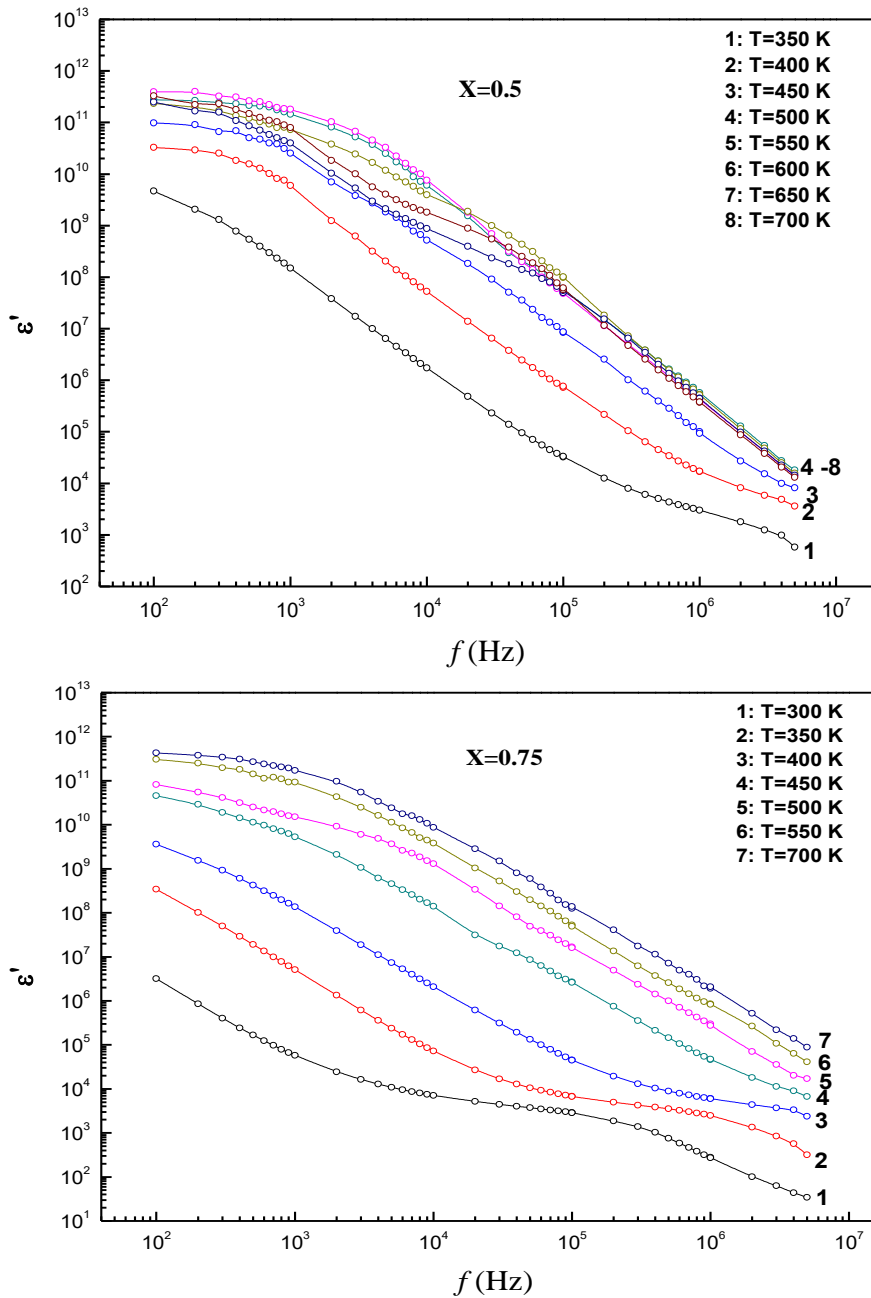 10^13
10^12
10^11
10^10
10^9
10^8
10^7
10^6
10^5
10^4
10^3
10^2
ε'
X=0.5
1: T=350 K
2: T=400 K
3: T=450 K
4: T=500 K
5: T=550 K
6: T=600 K
7: T=650 K
8: T=700 K
4 -8
3
2
1
10^2 10^3 10^4 10^5 10^6 10^7
f (Hz)
10^13
10^12
10^11
10^10
10^9
10^8
10^7
10^6
10^5
10^4
10^3
10^2
10^1
ε'
X=0.75
1: T=300 K
2: T=350 K
3: T=400 K
4: T=450 K
5: T=500 K
6: T=550 K
7: T=700 K
7
6
5
4
3
2
1
10^2 10^3 10^4 10^5 10^6 10^7
f (Hz)